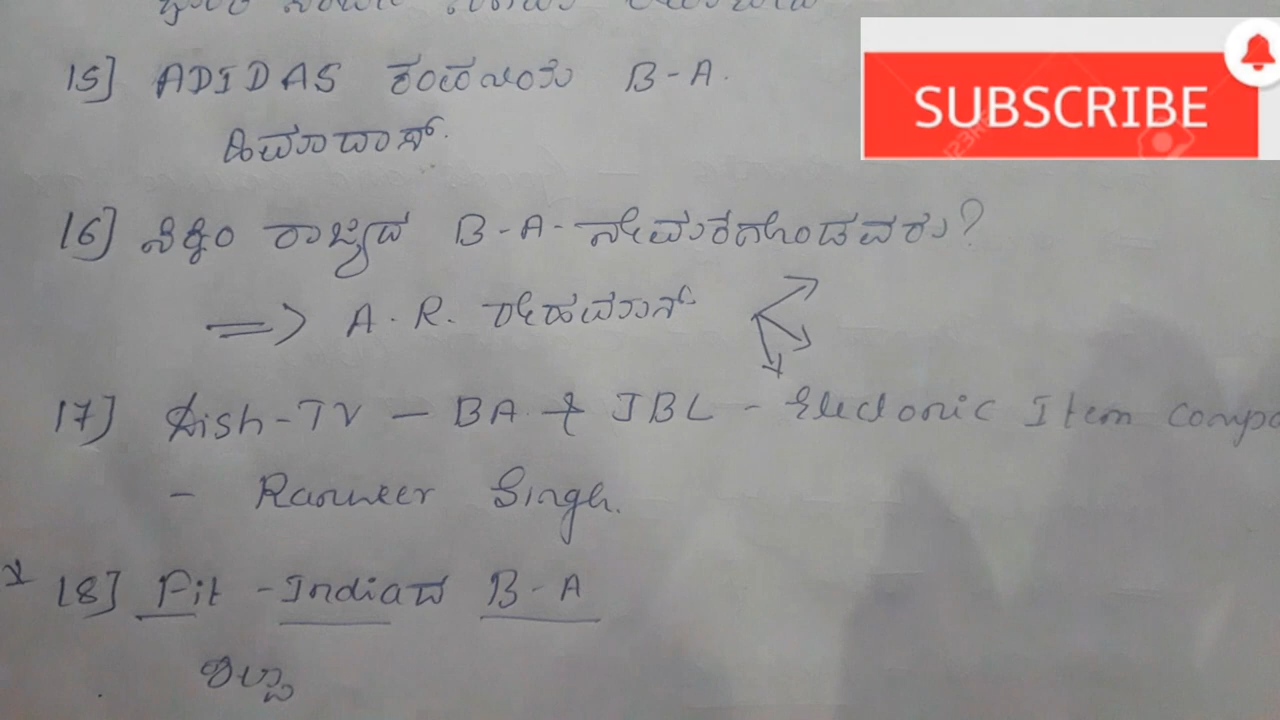 15] ADIDAS ಕಂಪನಿಯ B-A.
ಹಿಮಾದಾಸ್.
SUBSCRIBE
16] ಸಿಕ್ಕಿಂ ರಾಜ್ಯದ B-A- ನೇಮಕಗೊಂಡವರು?
=> A.R. ರೇಹಮಾನ್
17] Dish-TV - BA & JBL - Electonic Item Compa
- Ranveer Singh.
18] Fit - Indiaದ B-A
ಶಿಲ್ಪಾ